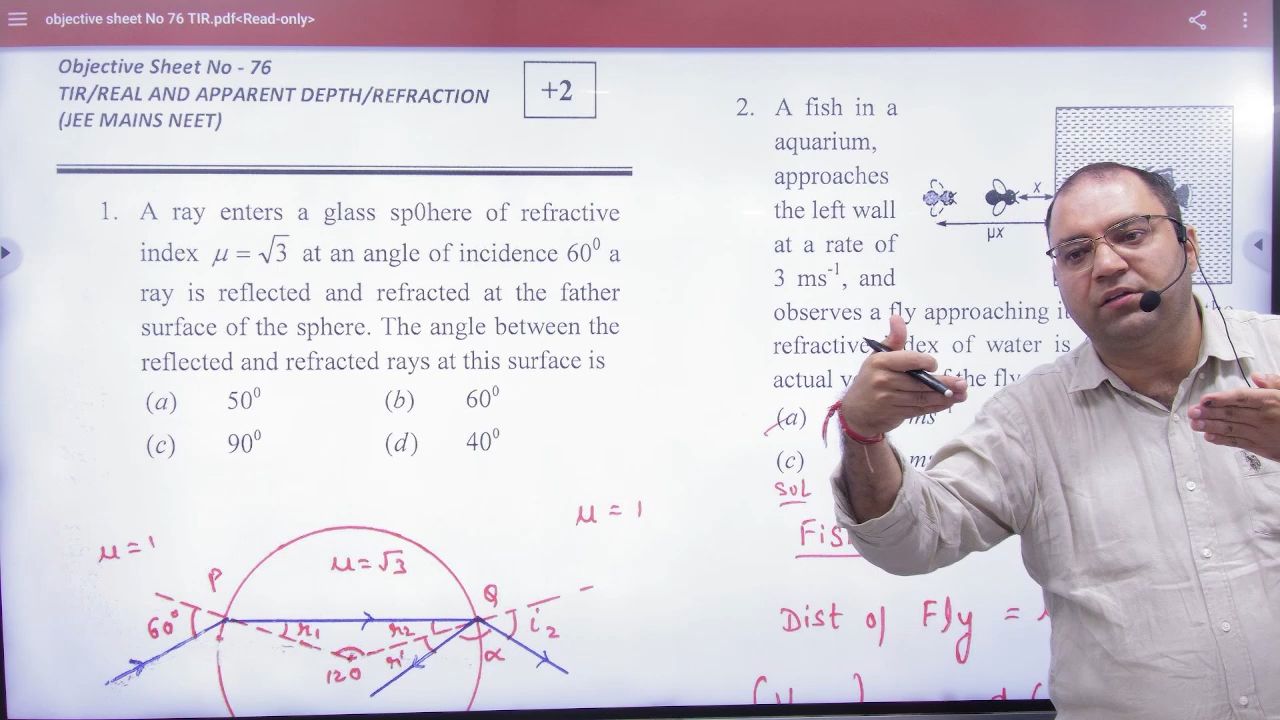 objective sheet No 76 TIR.pdf<Read-only>
Objective Sheet No - 76
TIR/REAL AND APPARENT DEPTH/REFRACTION
(JEE MAINS NEET)
+2
1. A ray enters a glass sp0here of refractive
index μ = √3 at an angle of incidence 60⁰ a
ray is reflected and refracted at the father
surface of the sphere. The angle between the
reflected and refracted rays at this surface is
(a) 50⁰ (b) 60⁰
(c) 90⁰ (d) 40⁰
μ = 1
μ = 1
μ = √3
P
Q
60°
r₁
r₂
i₂
r'
α
120
2. A fish in a
aquarium,
approaches
the left wall
at a rate of
3 ms⁻¹, and
observes a fly approaching it
refractive index of water is
actual
the fly
(a)
(c)
x
μx
SOL
Dist of Fly =